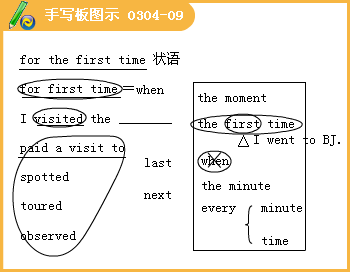 手写板图示 0304-09
for the first time 状语
for first time = when
I visited the
paid a visit to
spotted
toured
observed
last
next
the moment
the first time
I went to BJ.
when
the minute
every { minute
time